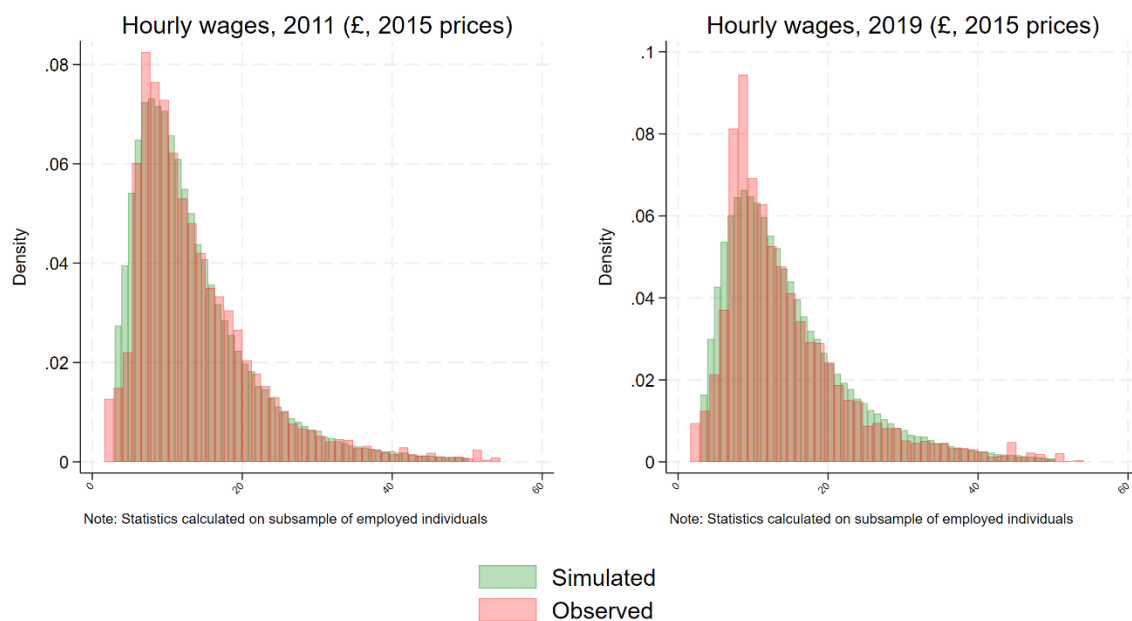 Hourly wages, 2011 (£, 2015 prices)
.08
.06
.04
.02
0
Density
0
20
40
60
Note: Statistics calculated on subsample of employed individuals
Hourly wages, 2019 (£, 2015 prices)
.1
.08
.06
.04
.02
0
Density
0
20
40
60
Note: Statistics calculated on subsample of employed individuals
Simulated
Observed